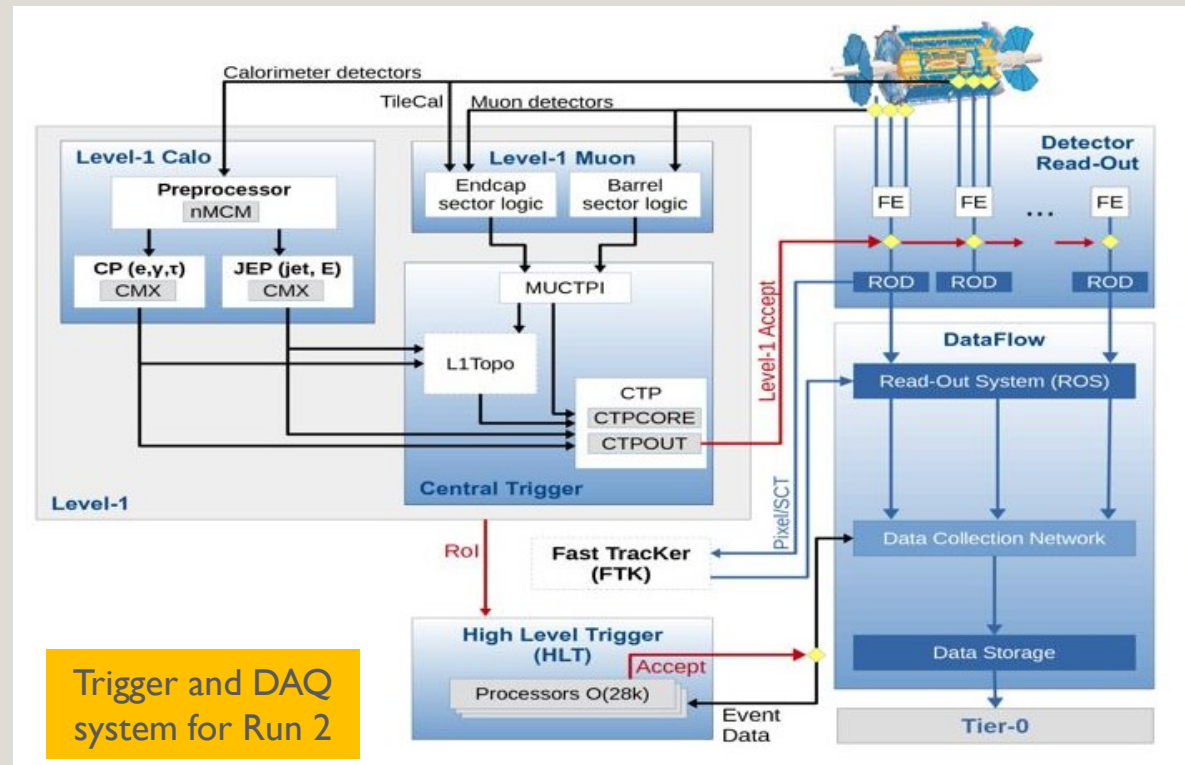 Calorimeter detectors
TileCal
Muon detectors
Level-1 Calo
Preprocessor
nMCM
CP (e,γ,τ)
CMX
JEP (jet, E)
CMX
Level-1 Muon
Endcap
sector logic
Barrel
sector logic
MUCTPI
L1Topo
CTP
CTPCORE
CTPOUT
Central Trigger
Level-1
Level-1 Accept
Detector
Read-Out
FE
FE
...
FE
ROD
ROD
ROD
DataFlow
Read-Out System (ROS)
Data Collection Network
Data Storage
Tier-0
Pixel/SCT
RoI
Fast TracKer
(FTK)
High Level Trigger
(HLT)
Accept
Processors O(28k)
Event
Data
Trigger and DAQ
system for Run 2